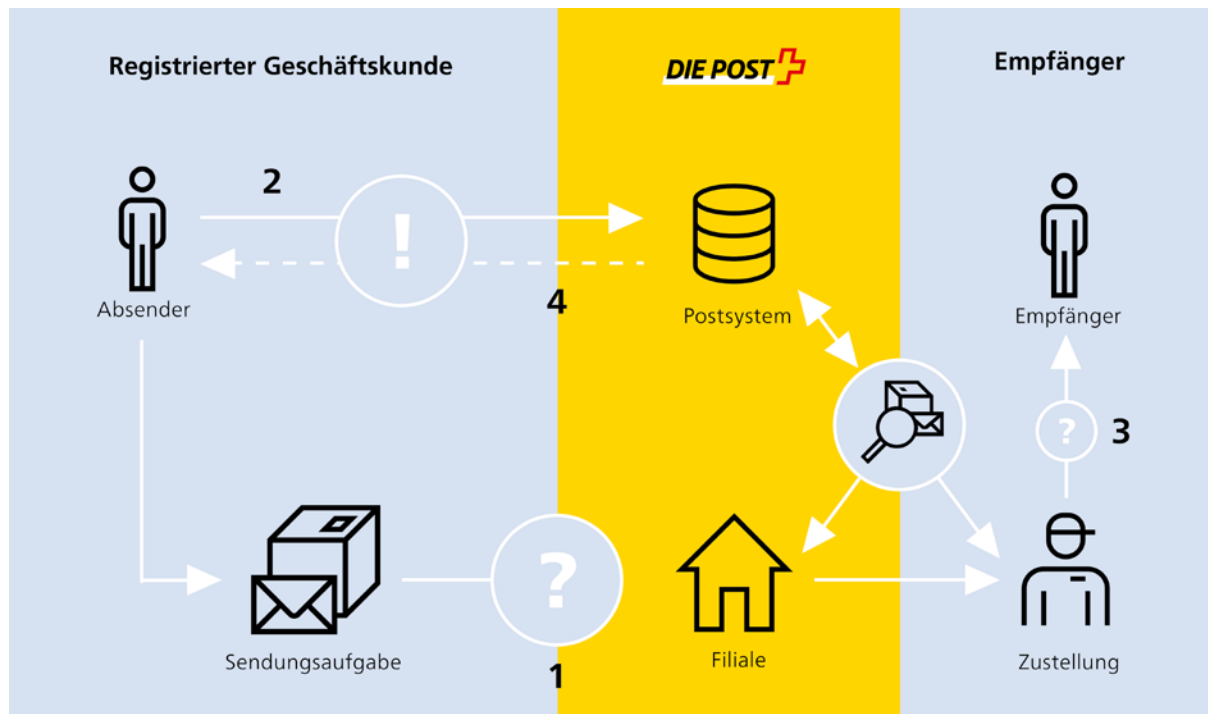 Registrierter Geschäftskunde
DIE POST
Empfänger
2
!
Absender
4
Postsystem
Empfänger
?
3
?
Sendungsaufgabe
1
Filiale
Zustellung